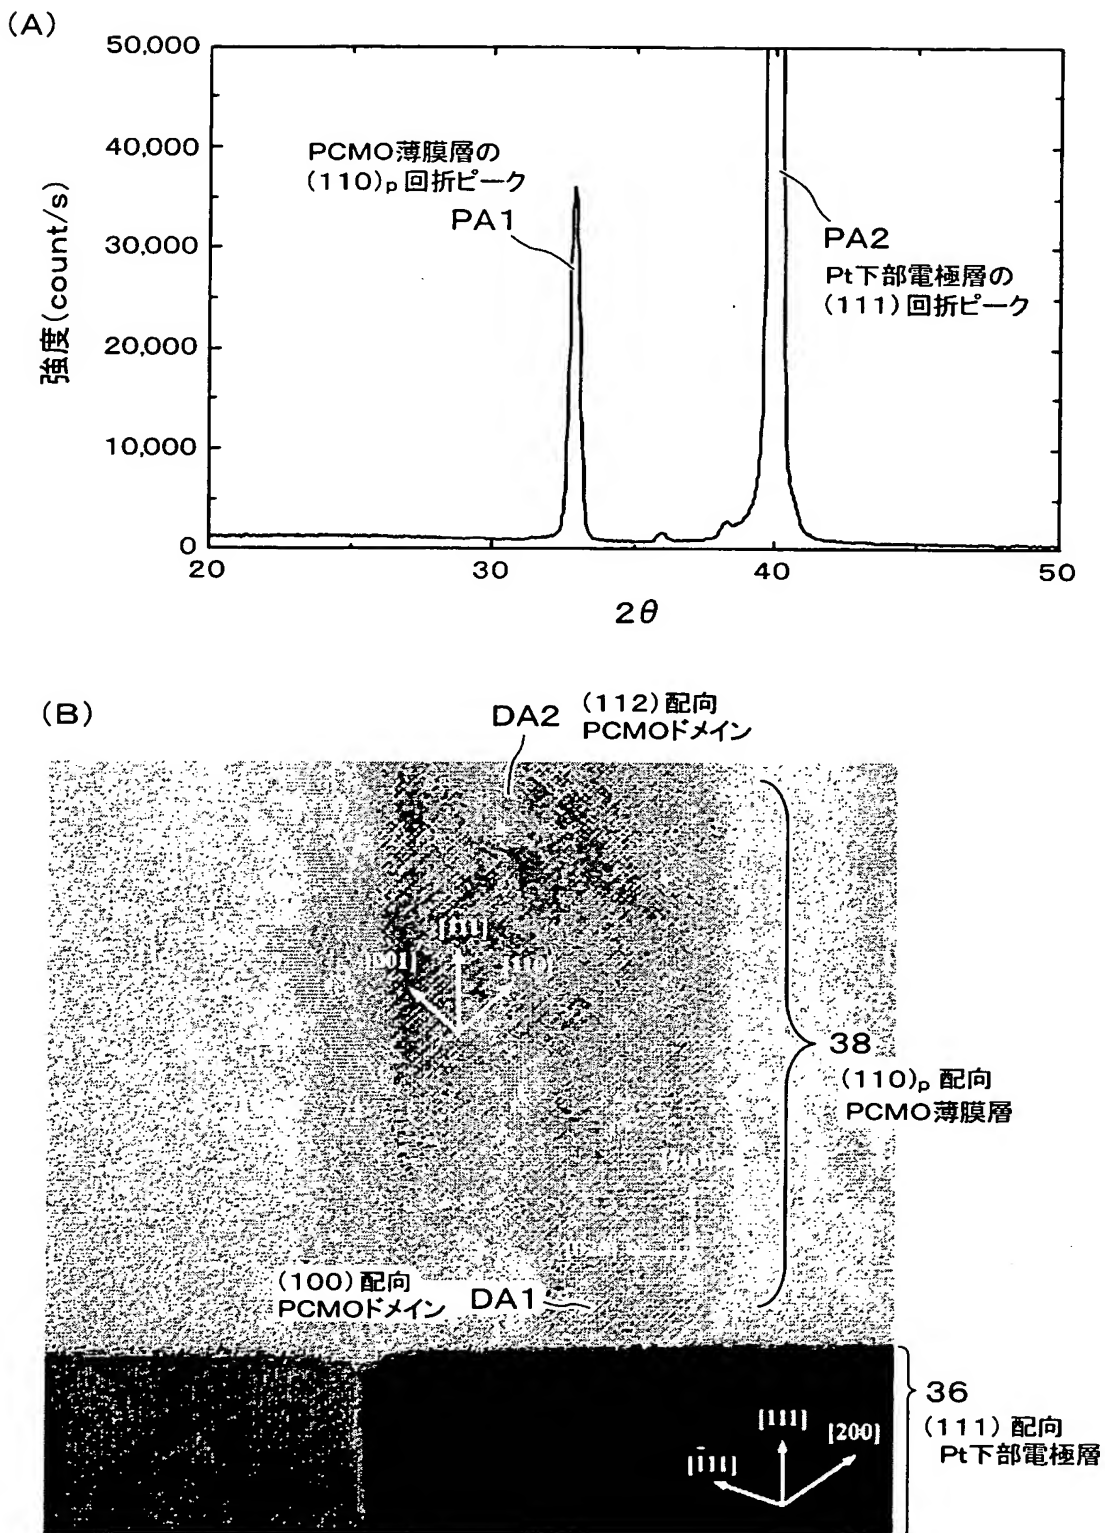 (A)
50,000
40,000
30,000
20,000
10,000
0
強度(count/s)
PCMO薄膜層の
(110)p 回折ピーク
PA1
PA2
Pt下部電極層の
(111)回折ピーク
20
30
40
50
2θ
(B)
DA2
(112)配向
PCMOドメイン
[001]
[110]
38
(110)p 配向
PCMO薄膜層
(100)配向
PCMOドメイン
DA1
36
(111)配向
Pt下部電極層
[111]
[200]
[1̄11]